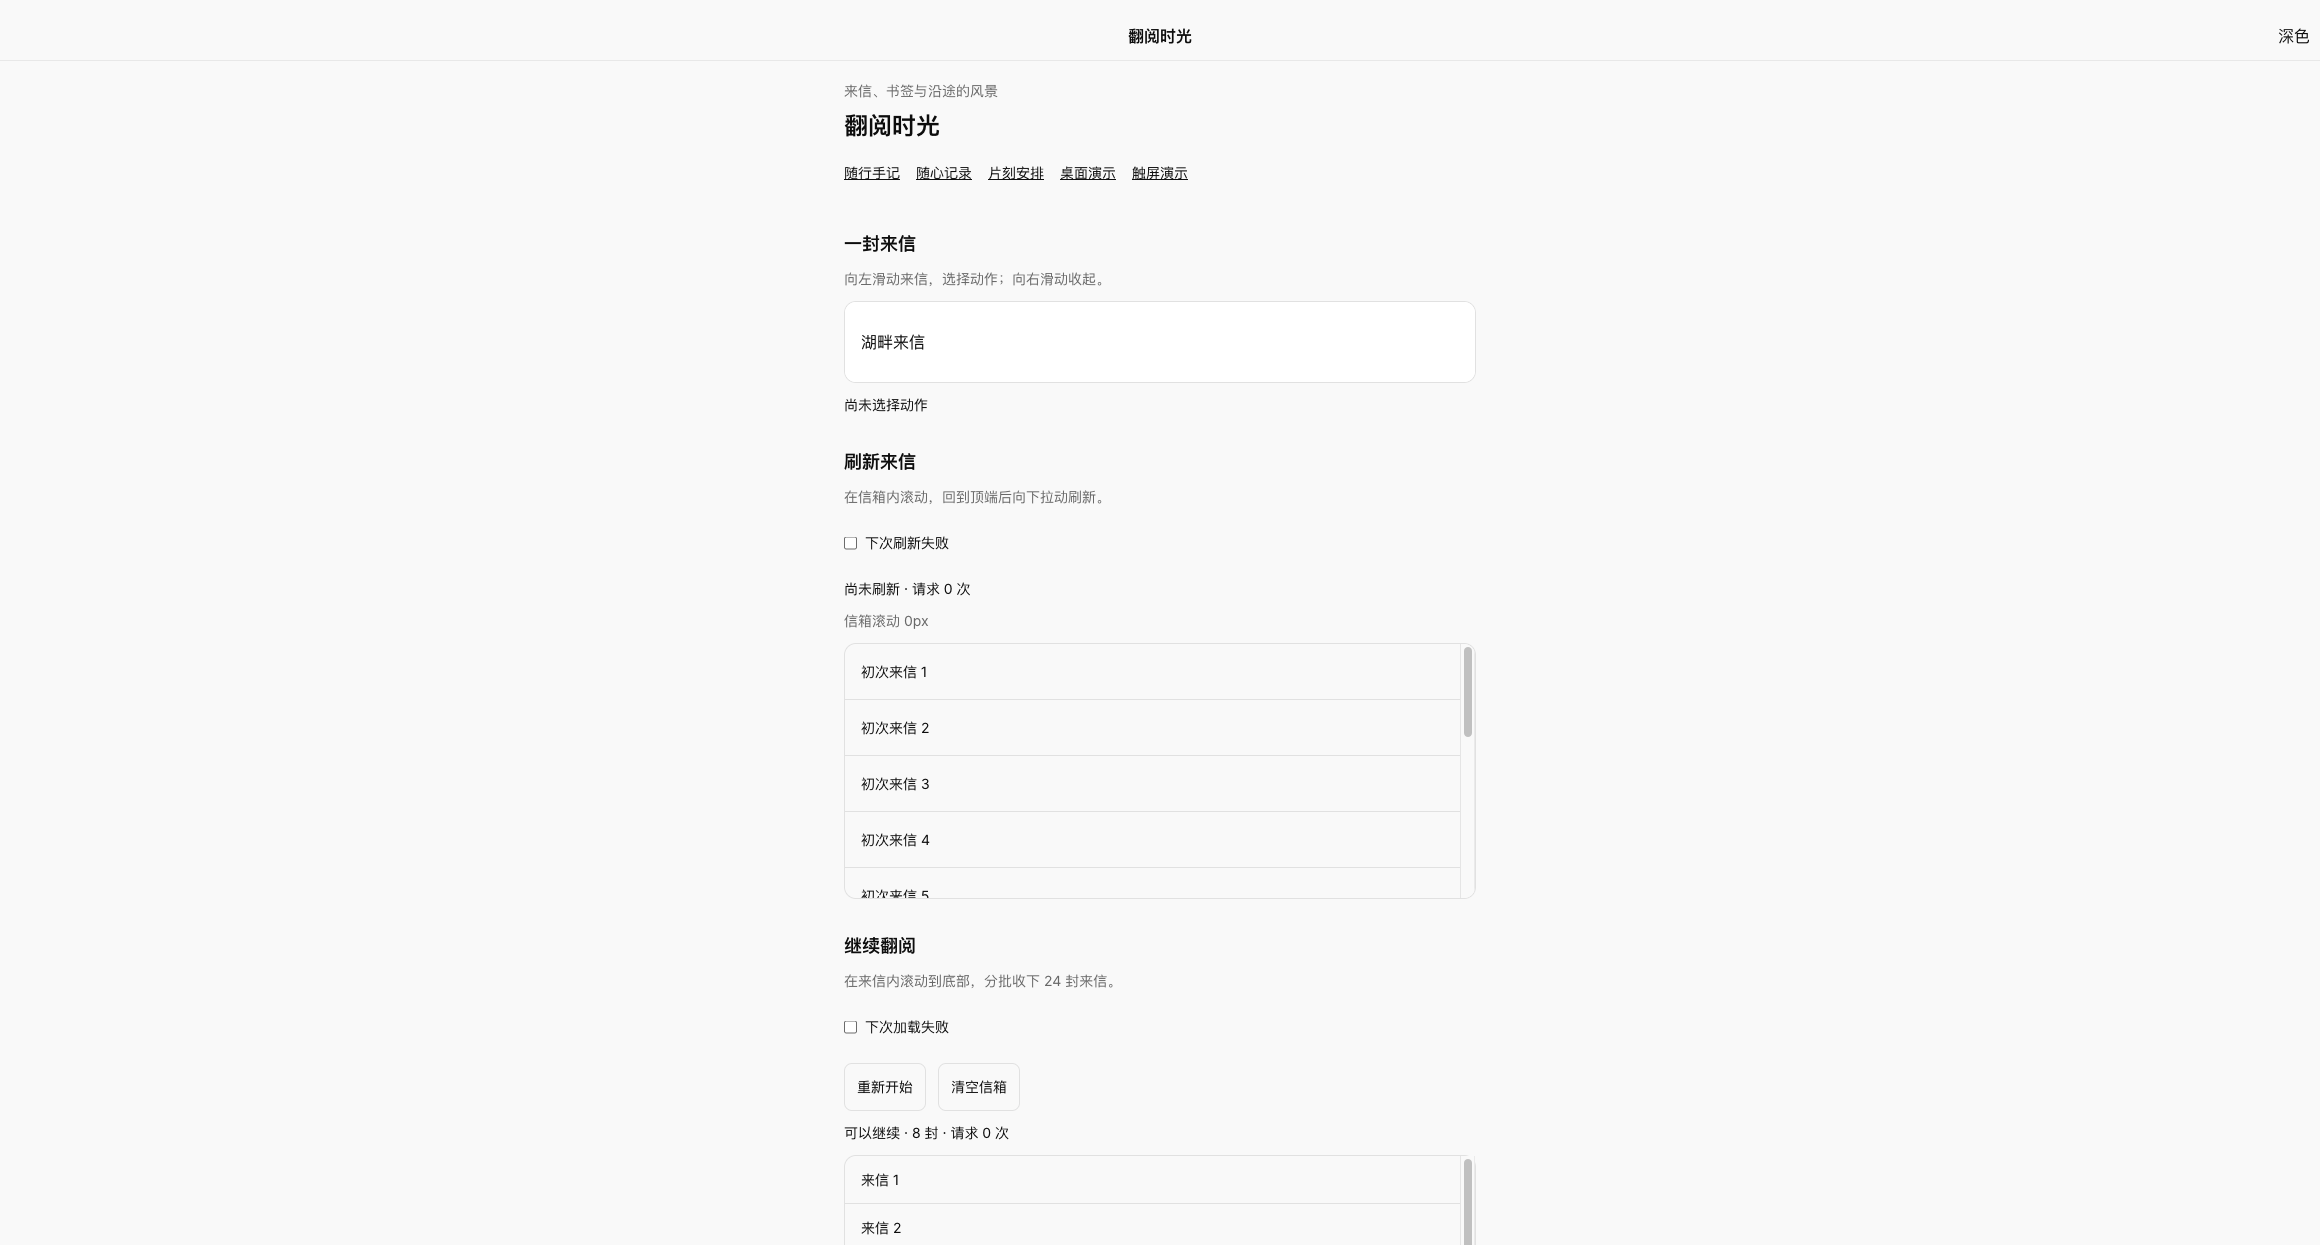 翻阅时光
深色
来信、书签与沿途的风景
翻阅时光
随行手记 随心记录 片刻安排 桌面演示 触屏演示
一封来信
向左滑动来信，选择动作；向右滑动收起。
湖畔来信
尚未选择动作
刷新来信
在信箱内滚动，回到顶端后向下拉动刷新。
下次刷新失败
尚未刷新 · 请求 0 次
信箱滚动 0px
初次来信 1
初次来信 2
初次来信 3
初次来信 4
初次来信 5
继续翻阅
在来信内滚动到底部，分批收下 24 封来信。
下次加载失败
重新开始 清空信箱
可以继续 · 8 封 · 请求 0 次
来信 1
来信 2